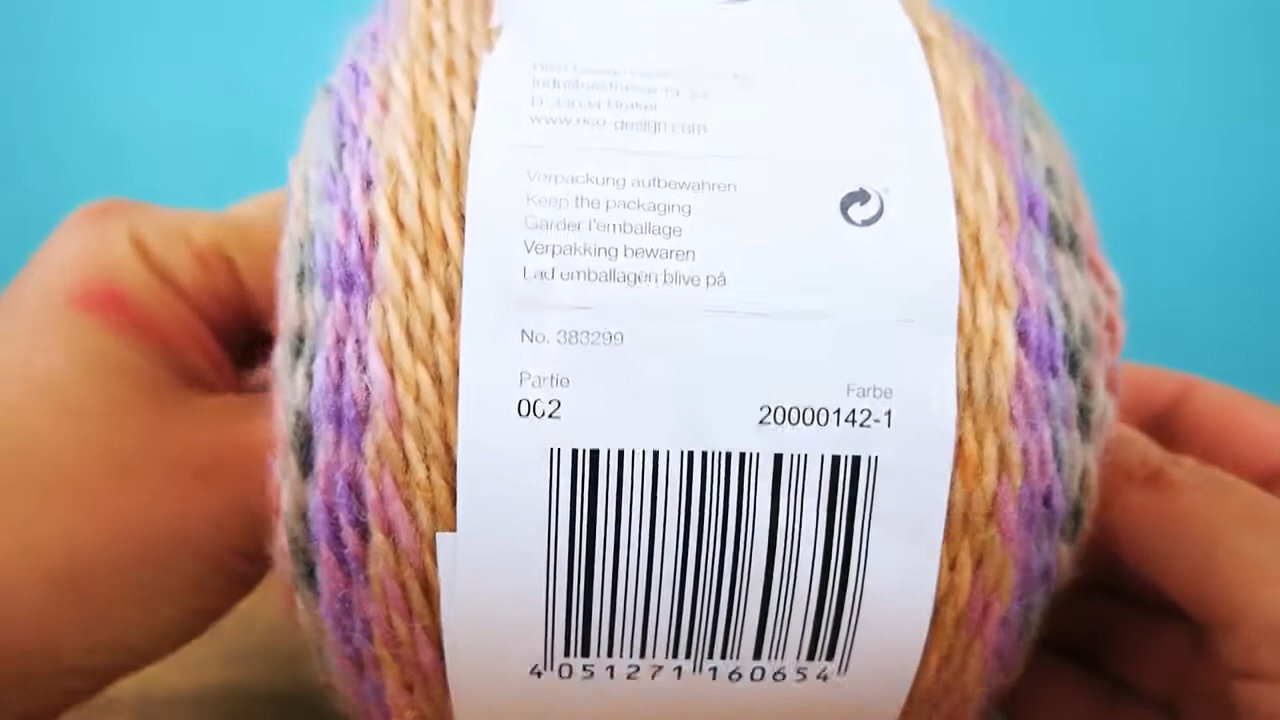 www.rico-design.com
Verpackung aufbewahren
Keep the packaging
Garder l'emballage
Verpakking bewaren
Lad emballagen blive på
No. 383299
Partie
002
Farbe
20000142-1
4 051271 160654